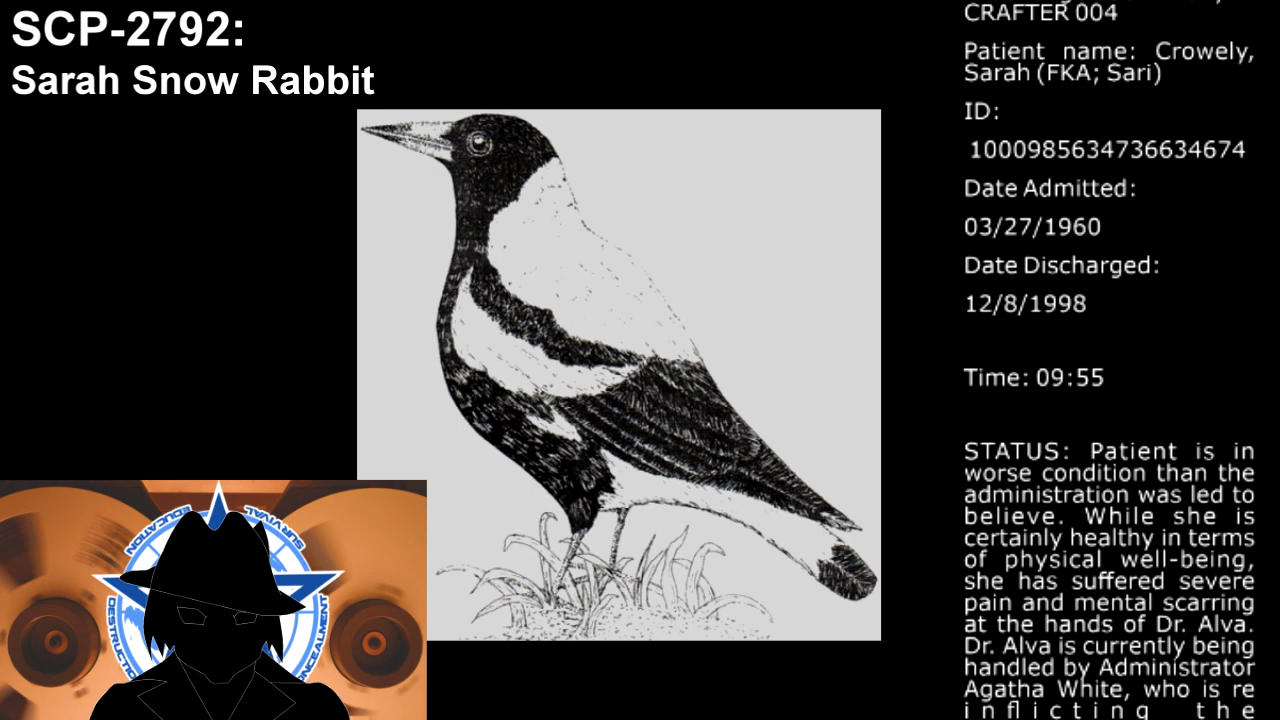 SCP-2792:
Sarah Snow Rabbit
CRAFTER 004
Patient name: Crowely,
Sarah (FKA; Sari)
ID:
1000985634736634674
Date Admitted:
03/27/1960
Date Discharged:
12/8/1998
Time: 09:55
STATUS: Patient is in
worse condition than the
administration was led to
believe. While she is
certainly healthy in terms
of physical well-being,
she has suffered severe
pain and mental scarring
at the hands of Dr. Alva.
Dr. Alva is currently being
handled by Administrator
Agatha White, who is re
inflicting the
EDUCATION
SURVIVAL